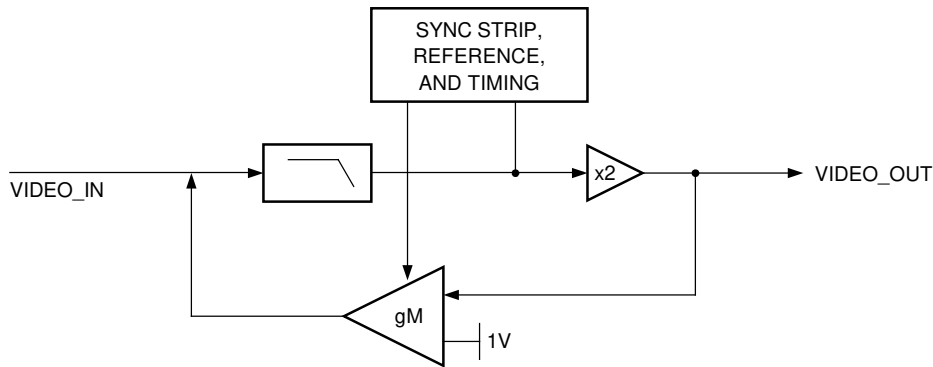 SYNC STRIP,
REFERENCE,
AND TIMING
VIDEO_IN
x2
VIDEO_OUT
gM
1V